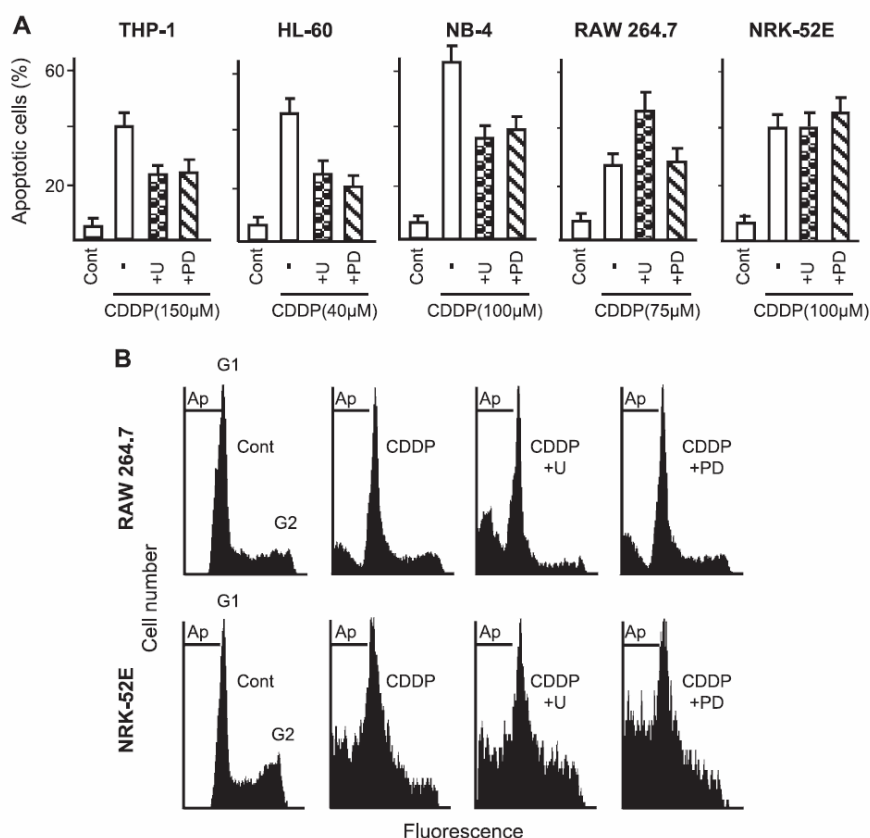 A
THP-1 HL-60 NB-4 RAW 264.7 NRK-52E
Apoptotic cells (%)
60
20
Cont - +U +PD Cont - +U +PD Cont - +U +PD Cont - +U +PD Cont - +U +PD
CDDP(150µM) CDDP(40µM) CDDP(100µM) CDDP(75µM) CDDP(100µM)
B
G1
Ap Ap Ap Ap
RAW 264.7
Cont CDDP CDDP +U CDDP +PD
G2
Cell number
G1
Ap Ap Ap Ap
NRK-52E
Cont CDDP CDDP +U CDDP +PD
G2
Fluorescence